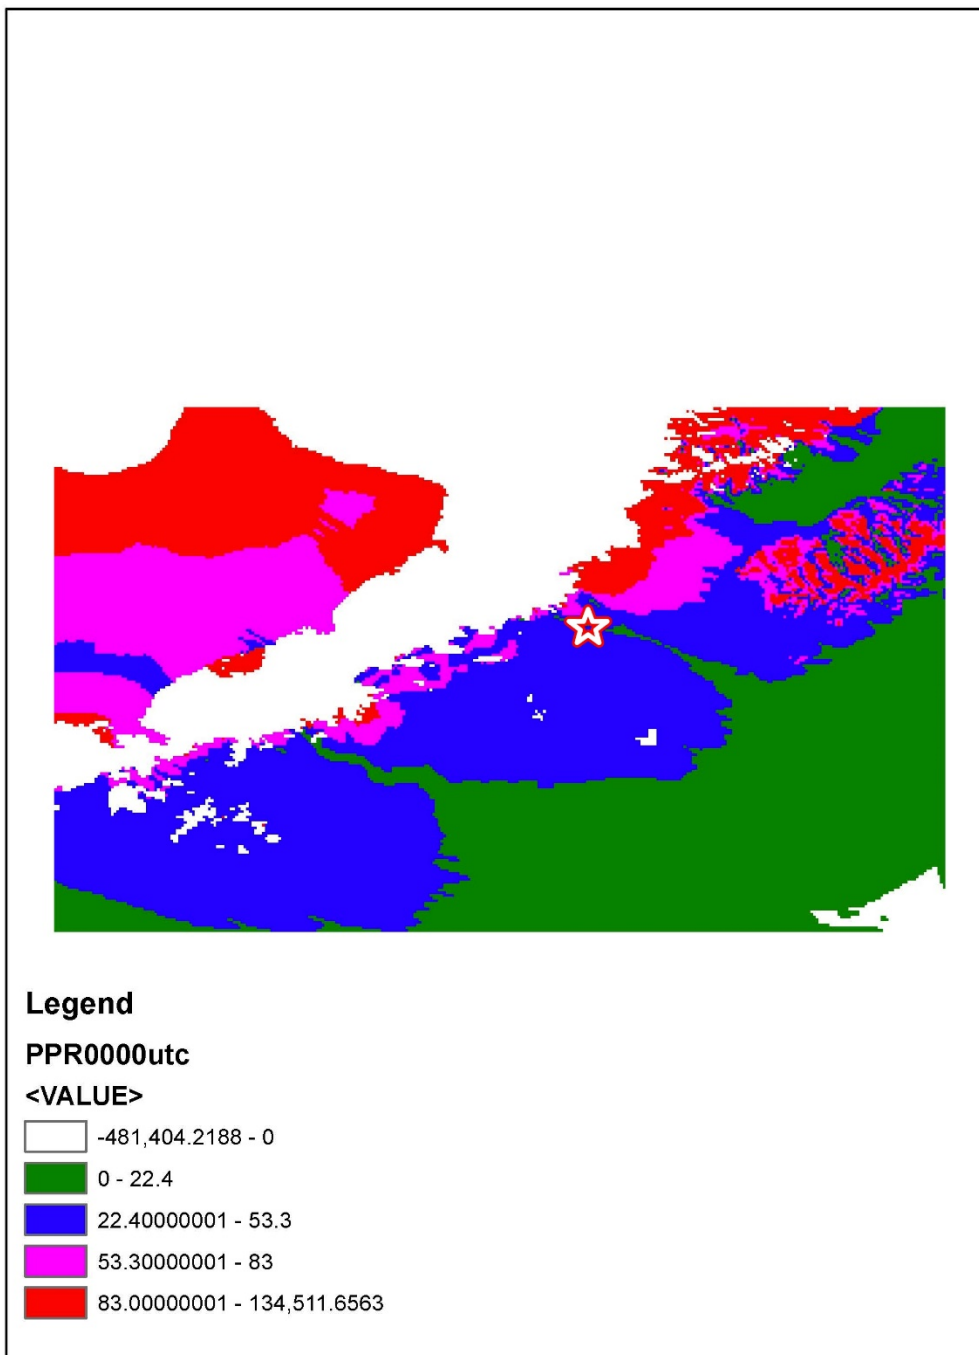 Legend
PPR0000utc
<VALUE>
-481,404.2188 - 0
0 - 22.4
22.40000001 - 53.3
53.30000001 - 83
83.00000001 - 134,511.6563